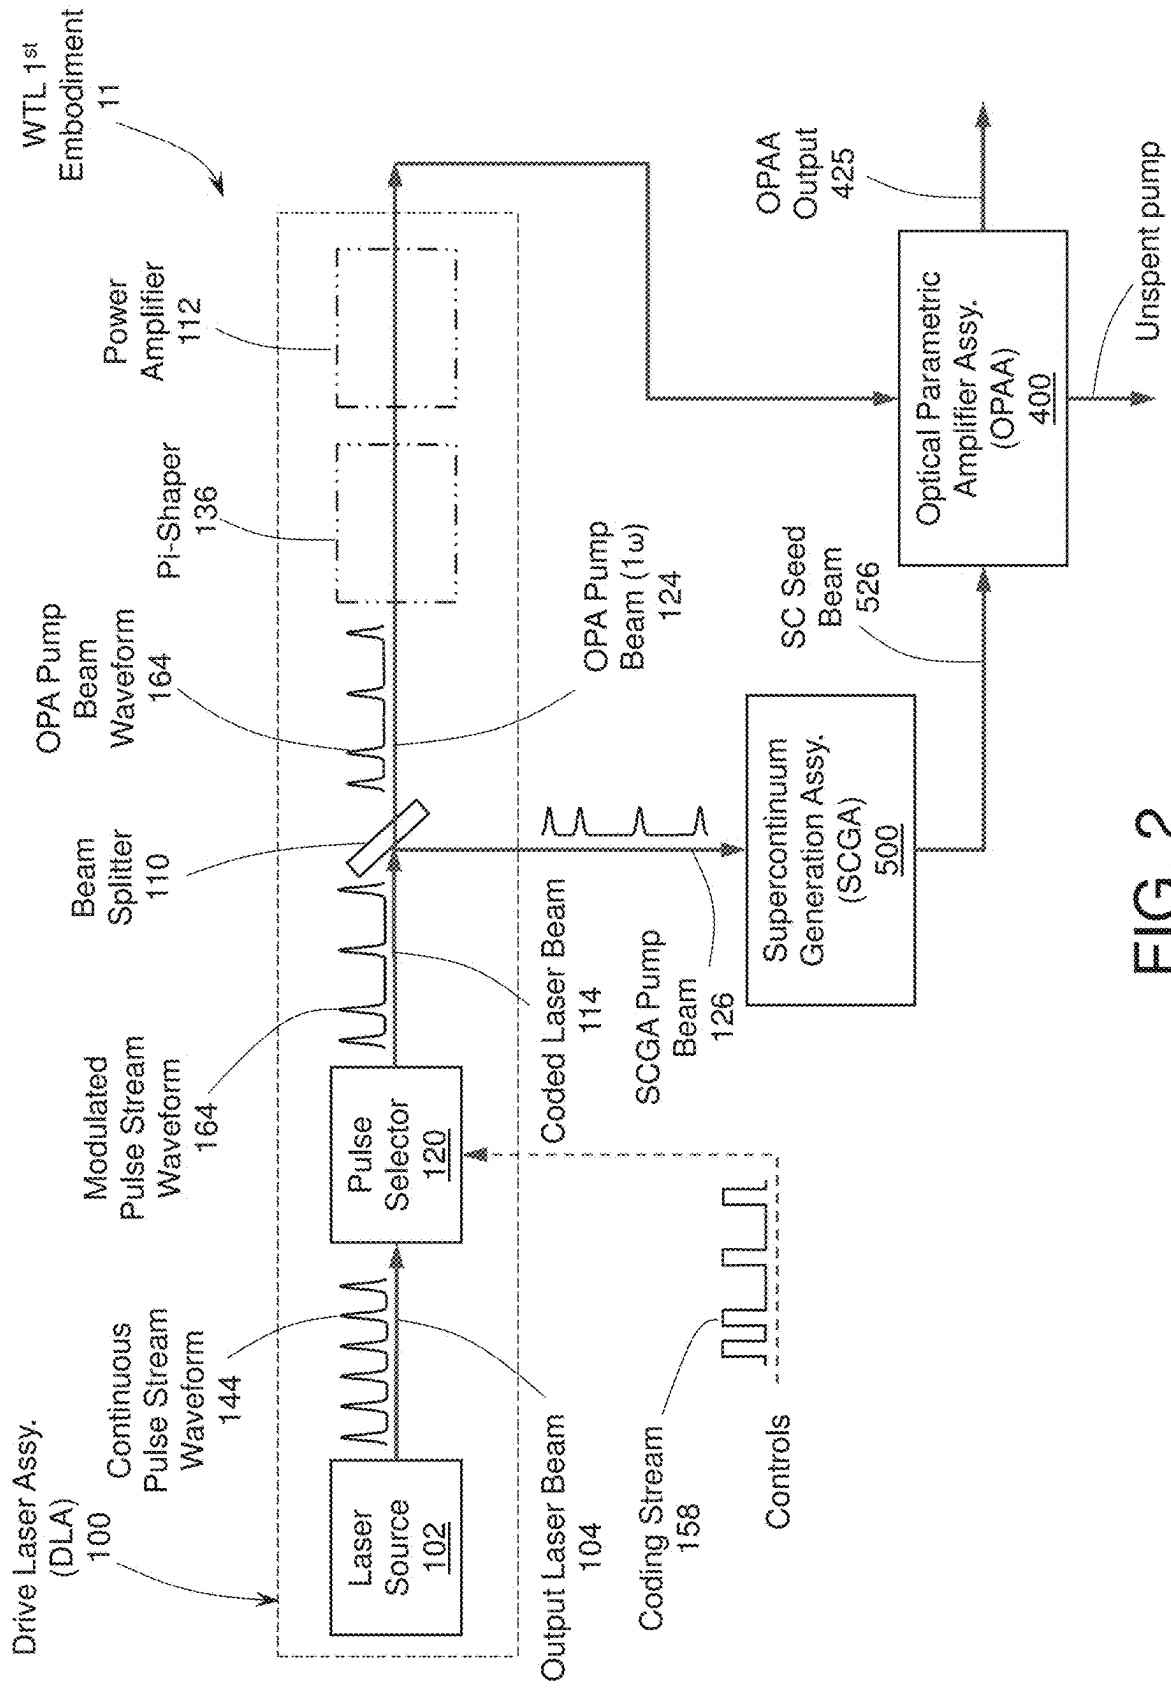 WTL 1st
Embodiment
11
Drive Laser Assy.
(DLA)
100
Continuous
Pulse Stream
Waveform
144
Modulated
Pulse Stream
Waveform
164
Beam
Splitter
110
OPA Pump
Beam
Waveform
164
Pi-Shaper
136
Power
Amplifier
112
Laser
Source
102
Pulse
Selector
120
Output Laser Beam
104
Coded Laser Beam
114
OPA Pump
Beam (1ω)
124
Coding Stream
158
Controls
SCGA Pump
Beam
126
Supercontinuum
Generation Assy.
(SCGA)
500
SC Seed
Beam
526
Optical Parametric
Amplifier Assy.
(OPAA)
400
OPAA
Output
425
Unspent pump
FIG. 2